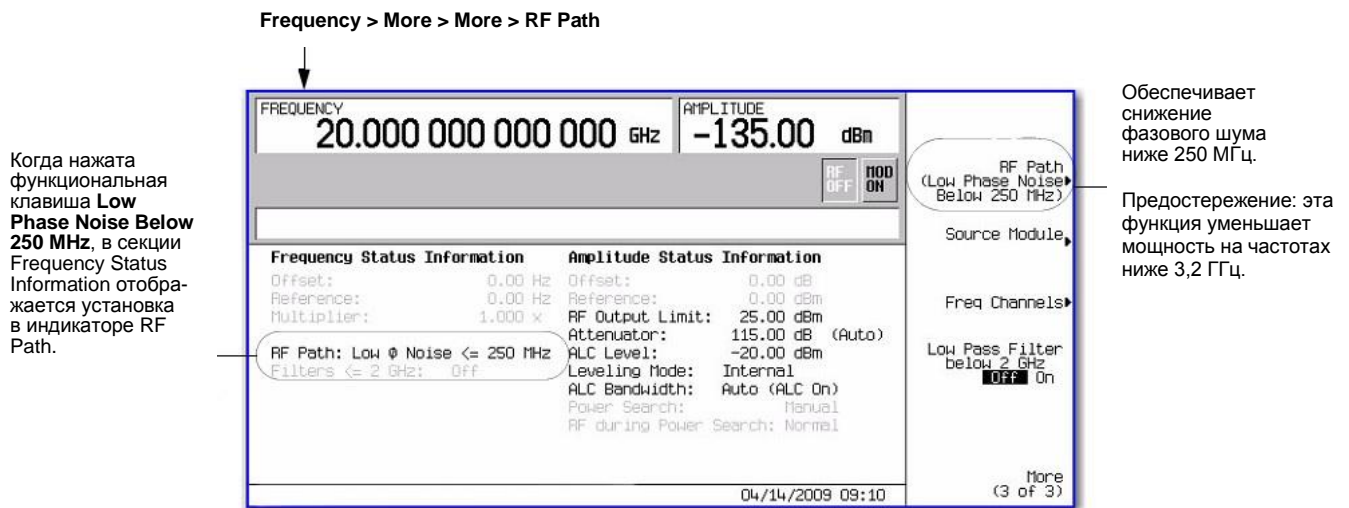 Frequency > More > More > RF Path
Когда нажата
функциональная
клавиша Low
Phase Noise Below
250 MHz, в секции
Frequency Status
Information отобра-
жается установка
в индикаторе RF
Path.
FREQUENCY
20.000 000 000 000 GHz
AMPLITUDE
-135.00 dBm
RF OFF
MOD ON
Frequency Status Information
Offset: 0.00 Hz
Reference: 0.00 Hz
Multiplier: 1.000 x
RF Path: Low Φ Noise <= 250 MHz
Filters <= 2 GHz: Off
Amplitude Status Information
Offset: 0.00 dB
Reference: 0.00 dBm
RF Output Limit: 25.00 dBm
Attenuator: 115.00 dB (Auto)
ALC Level: -20.00 dBm
Leveling Mode: Internal
ALC Bandwidth: Auto (ALC On)
Power Search: Manual
RF during Power Search: Normal
04/14/2009 09:10
RF Path
(Low Phase Noise
Below 250 MHz)
Source Module
Freq Channels
Low Pass Filter
below 2 GHz
Off On
More
(3 of 3)
Обеспечивает
снижение
фазового шума
ниже 250 МГц.
Предостережение: эта
функция уменьшает
мощность на частотах
ниже 3,2 ГГц.